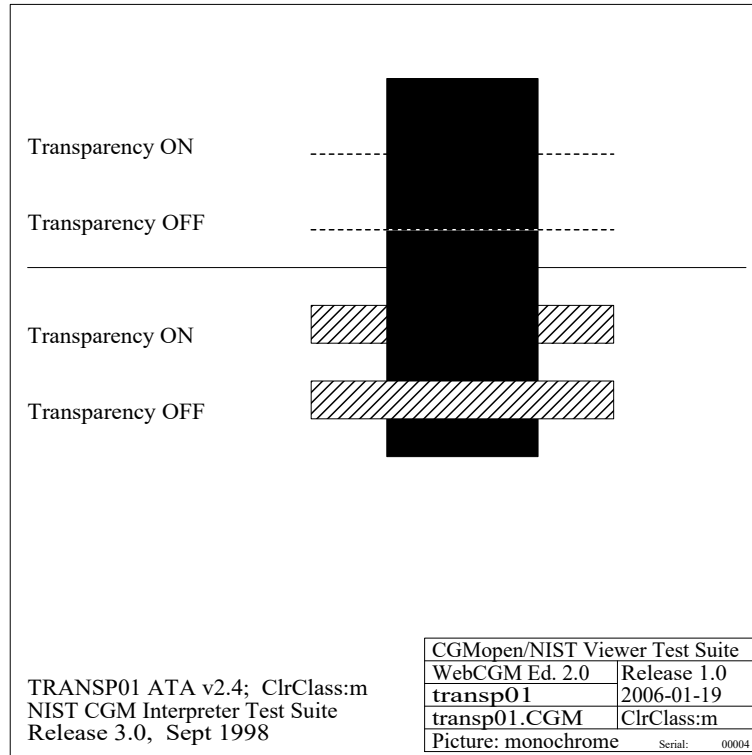 Transparency ON
Transparency OFF
Transparency ON
Transparency OFF
TRANSP01 ATA v2.4; ClrClass:m
NIST CGM Interpreter Test Suite
Release 3.0, Sept 1998
CGMopen/NIST Viewer Test Suite
WebCGM Ed. 2.0 Release 1.0
transp01 2006-01-19
transp01.CGM ClrClass:m
Picture: monochrome Serial: 00004